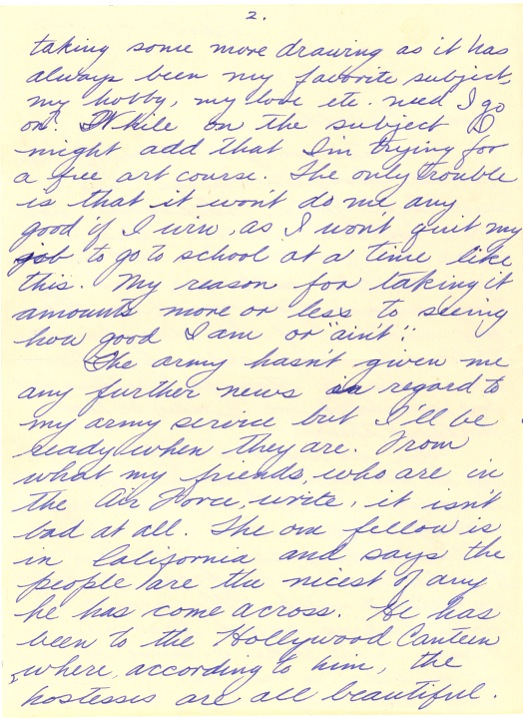 2.
taking some more drawing as it has
always been my favorite subject,
my hobby, my love etc. need I go
on. While on the subject I
might add that I'm trying for
a free art course. The only trouble
is that it won't do me any
good if I win, as I won't quit my
job to go to school at a time like
this. My reason for taking it
amounts more or less to seeing
how good I am or "ain't".
The army hasn't given me
any further news in regard to
my army service but I'll be
ready when they are. From
what my friends, who are in
the Air Force, write, it isn't
bad at all. The one fellow is
in California and says the
people are the nicest of any
he has come across. He has
been to the Hollywood Canteen
where, according to him, the
hostesses are all beautiful.